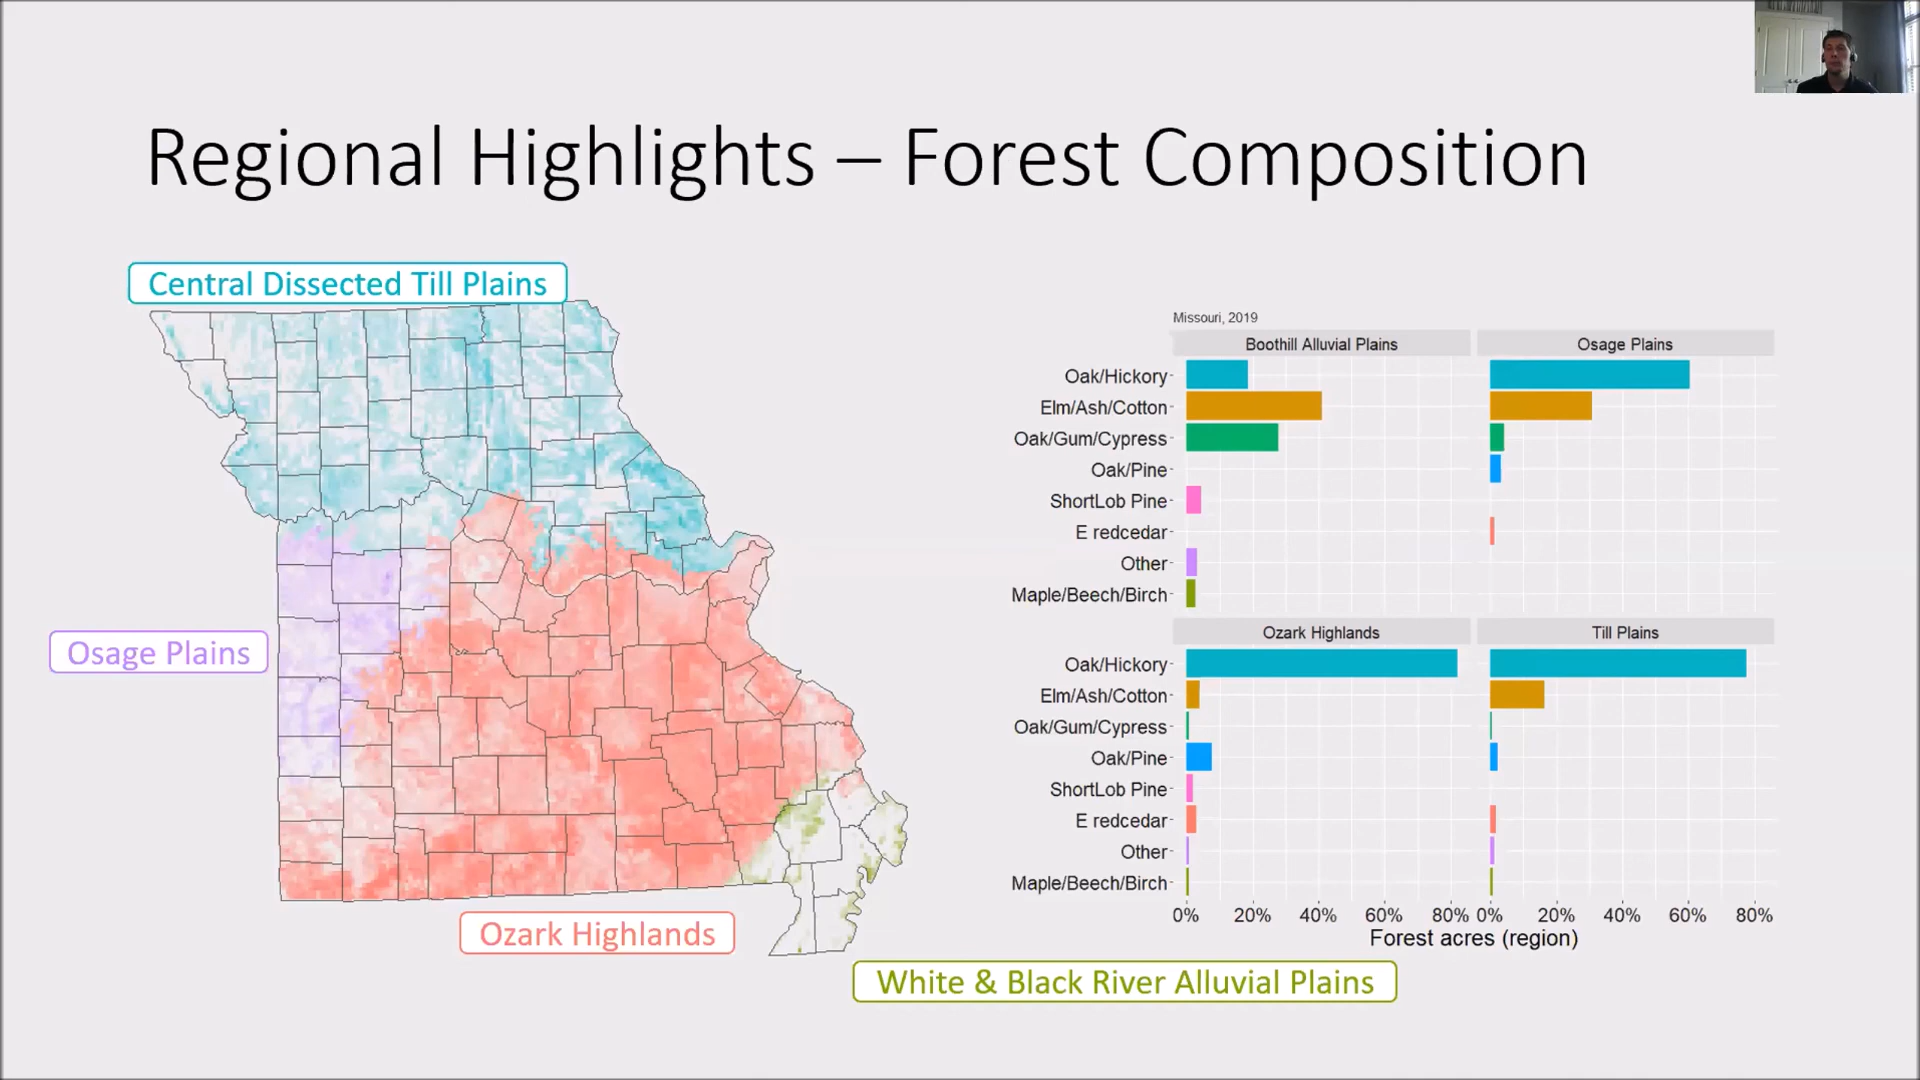 Regional Highlights – Forest Composition
Central Dissected Till Plains
Osage Plains
Ozark Highlands
White & Black River Alluvial Plains
Missouri, 2019
Boothill Alluvial Plains
Osage Plains
Oak/Hickory
Elm/Ash/Cotton
Oak/Gum/Cypress
Oak/Pine
ShortLob Pine
E redcedar
Other
Maple/Beech/Birch
Ozark Highlands
Till Plains
Oak/Hickory
Elm/Ash/Cotton
Oak/Gum/Cypress
Oak/Pine
ShortLob Pine
E redcedar
Other
Maple/Beech/Birch
0% 20% 40% 60% 80% 0% 20% 40% 60% 80%
Forest acres (region)